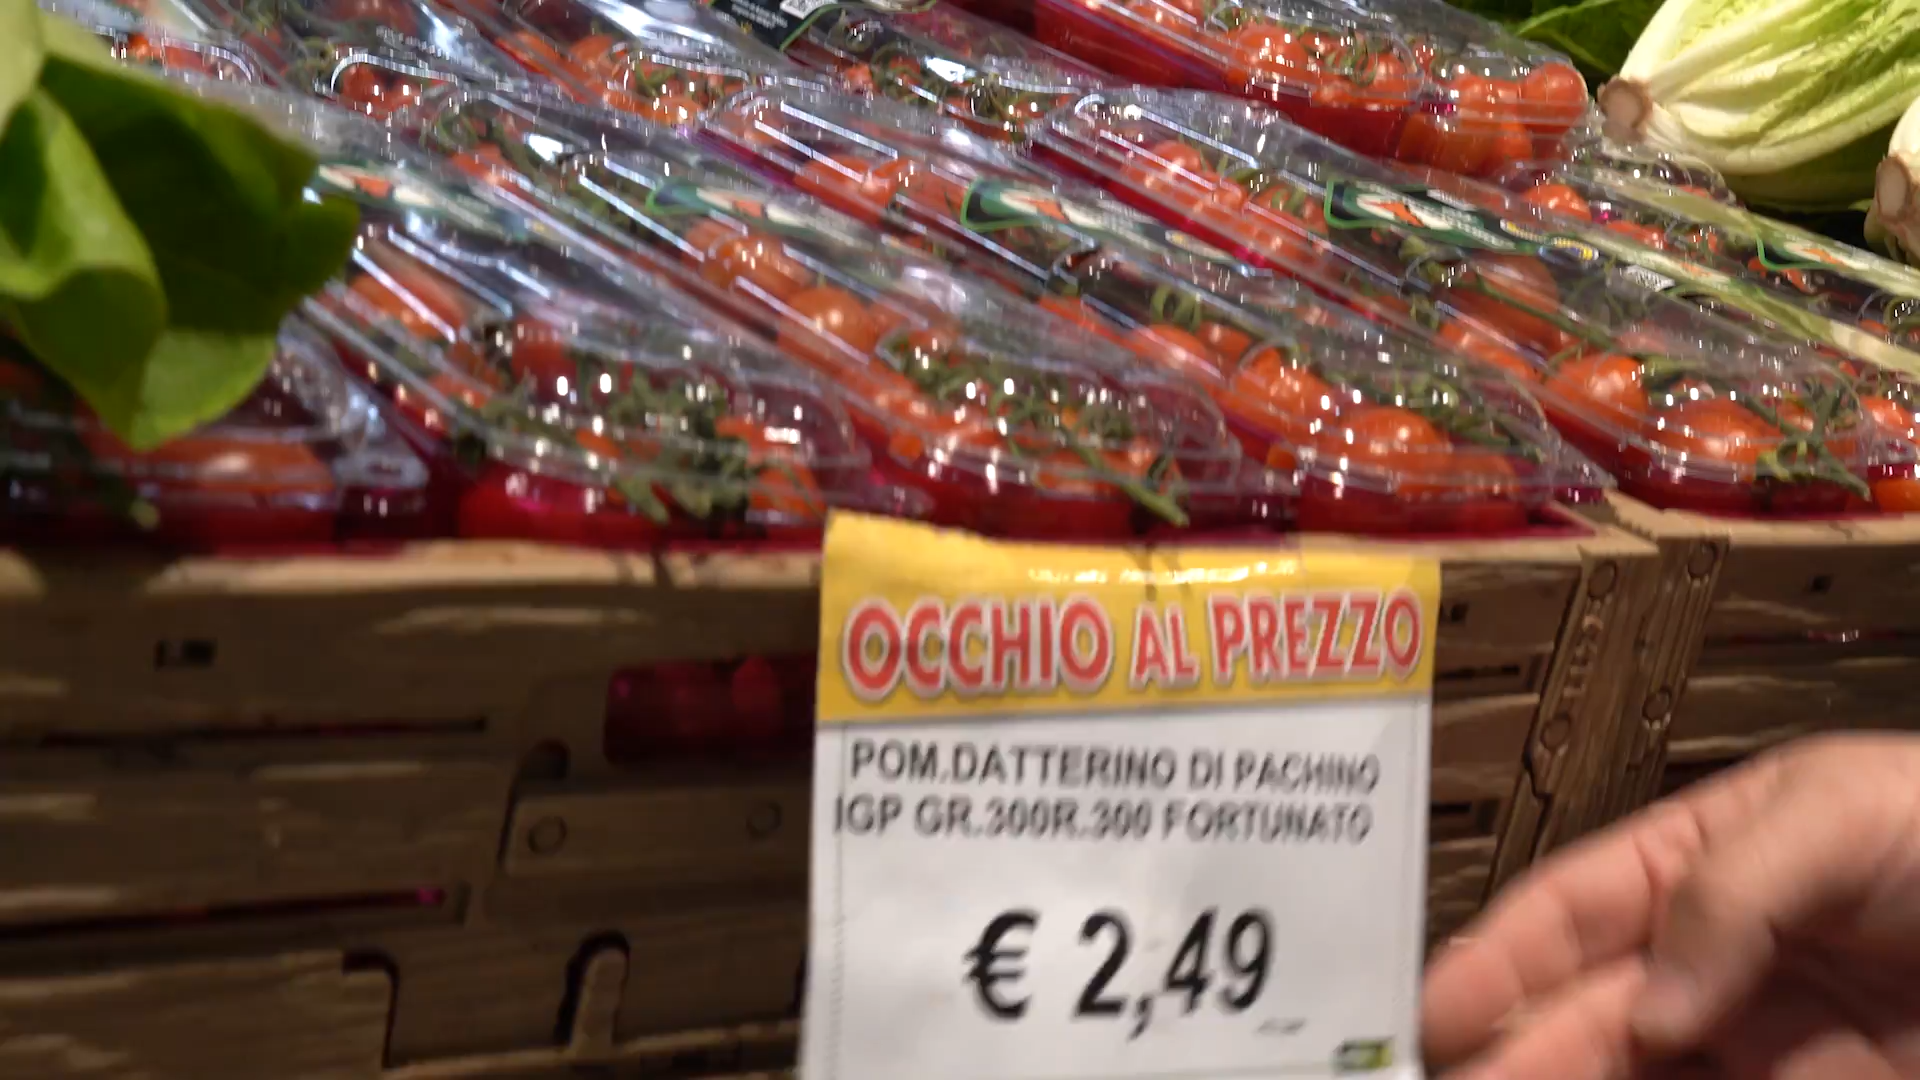 OCCHIO AL PREZZO
POM.DATTERINO DI PACHINO
IGP GR.300R.300 FORTUNATO
€ 2,49